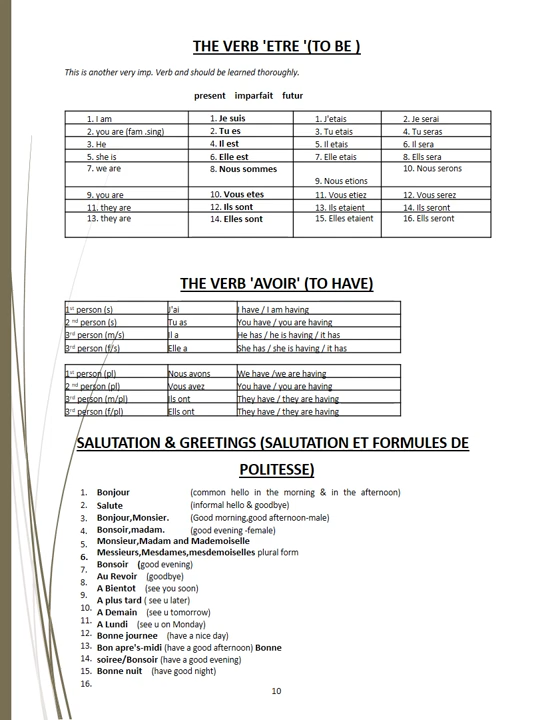 THE VERB 'ETRE '(TO BE )
This is another very imp. Verb and should be learned thoroughly.
present imparfait futur
1. I am 1. Je suis 1. J'etais 2. Je serai
2. you are (fam .sing) 2. Tu es 3. Tu etais 4. Tu seras
3. He 4. Il est 5. Il etais 6. Il sera
5. she is 6. Elle est 7. Elle etais 8. Ells sera
7. we are 8. Nous sommes 9. Nous etions 10. Nous serons
9. you are 10. Vous etes 11. Vous etiez 12. Vous serez
11. they are 12. Ils sont 13. Ils etaient 14. Ils seront
13. they are 14. Elles sont 15. Elles etaient 16. Ells seront
THE VERB 'AVOIR' (TO HAVE)
1st person (s) J'ai I have / I am having
2nd person (s) Tu as You have / you are having
3rd person (m/s) Il a He has / he is having / it has
3rd person (f/s) Elle a She has / she is having / it has
1st person (pl) Nous avons We have /we are having
2nd person (pl) Vous avez You have / you are having
3rd person (m/pl) Ils ont They have / they are having
3rd person (f/pl) Ells ont They have / they are having
SALUTATION & GREETINGS (SALUTATION ET FORMULES DE
POLITESSE)
1. Bonjour (common hello in the morning & in the afternoon)
2. Salute (informal hello & goodbye)
3. Bonjour,Monsier. (Good morning,good afternoon-male)
4. Bonsoir,madam. (good evening -female)
5. Monsieur,Madam and Mademoiselle
6. Messieurs,Mesdames,mesdemoiselles plural form
7. Bonsoir (good evening)
8. Au Revoir (goodbye)
9. A Bientot (see you soon)
10. A plus tard ( see u later)
11. A Demain (see u tomorrow)
12. A Lundi (see u on Monday)
13. Bonne journee (have a nice day)
14. Bon apre's-midi (have a good afternoon) Bonne
15. soiree/Bonsoir (have a good evening)
16. Bonne nuit (have good night)
10